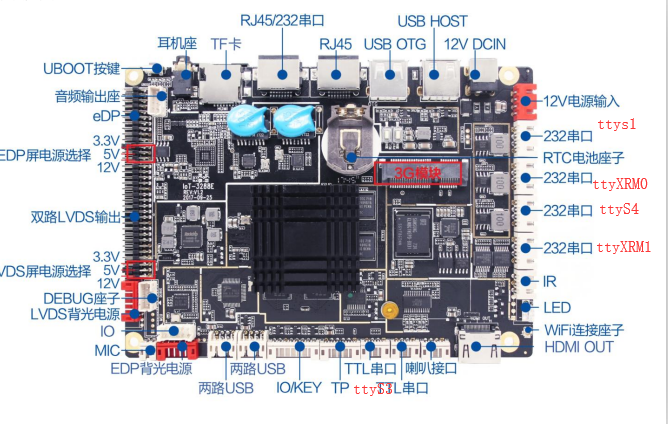 RJ45/232串口
USB HOST
耳机座
TF卡
RJ45
USB OTG
12V DCIN
UBOOT按键
音频输出座
eDP
3.3V
EDP屏电源选择
5V
12V
双路LVDS输出
3.3V
VDS屏电源选择
5V
12V
DEBUG座子
LVDS背光电源
IO
MIC
EDP背光电源
两路USB
两路USB
IO/KEY
TP
ttyS3
TTL串口
TTL串口
喇叭接口
12V电源输入
ttys1
232串口
RTC电池座子
3G模块
232串口
ttyXRM0
232串口
ttyS4
232串口
ttyXRM1
IR
LED
WiFi连接座子
HDMI OUT
IoT-3288E
REV:V1.2
2017-09-25